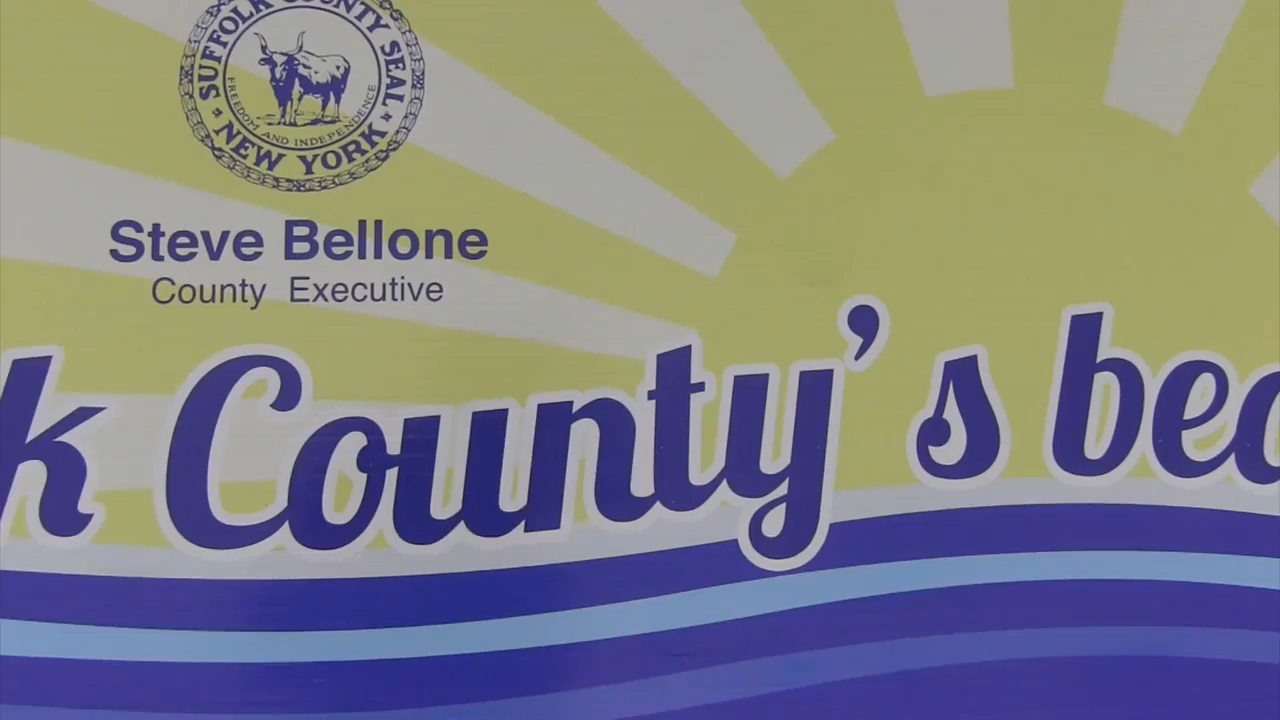 SUFFOLK COUNTY SEAL
FREEDOM AND INDEPENDENCE
NEW YORK
Steve Bellone
County Executive
k County's bea